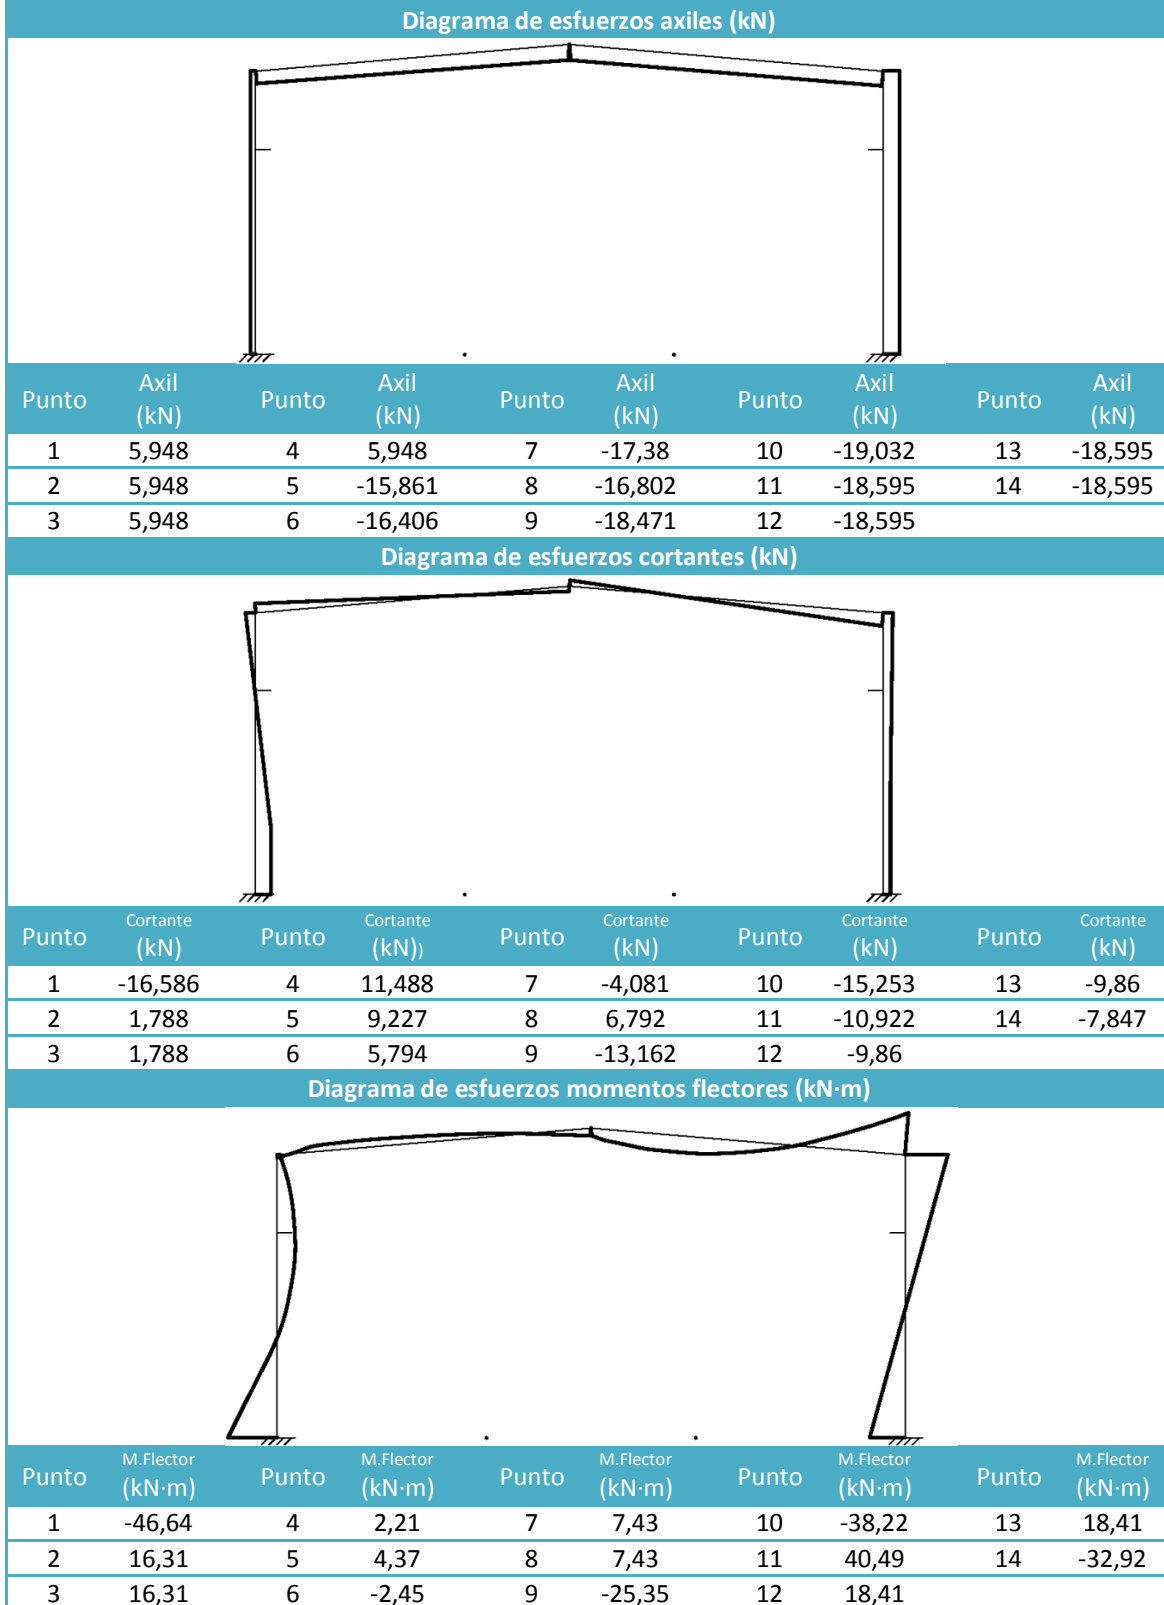 Diagrama de esfuerzos axiles (kN)
Punto Axil (kN) Punto Axil (kN) Punto Axil (kN) Punto Axil (kN) Punto Axil (kN)
1 5,948 4 5,948 7 -17,38 10 -19,032 13 -18,595
2 5,948 5 -15,861 8 -16,802 11 -18,595 14 -18,595
3 5,948 6 -16,406 9 -18,471 12 -18,595
Diagrama de esfuerzos cortantes (kN)
Punto Cortante (kN) Punto Cortante (kN)) Punto Cortante (kN) Punto Cortante (kN) Punto Cortante (kN)
1 -16,586 4 11,488 7 -4,081 10 -15,253 13 -9,86
2 1,788 5 9,227 8 6,792 11 -10,922 14 -7,847
3 1,788 6 5,794 9 -13,162 12 -9,86
Diagrama de esfuerzos momentos flectores (kN·m)
Punto M.Flector (kN·m) Punto M.Flector (kN·m) Punto M.Flector (kN·m) Punto M.Flector (kN·m) Punto M.Flector (kN·m)
1 -46,64 4 2,21 7 7,43 10 -38,22 13 18,41
2 16,31 5 4,37 8 7,43 11 40,49 14 -32,92
3 16,31 6 -2,45 9 -25,35 12 18,41